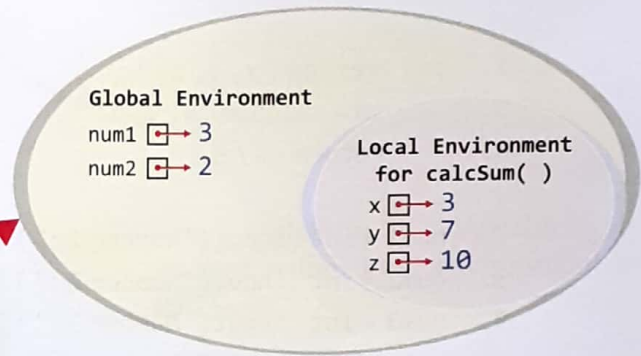 Global Environment
num1 3
num2 2
Local Environment
for calcSum( )
x 3
y 7
z 10